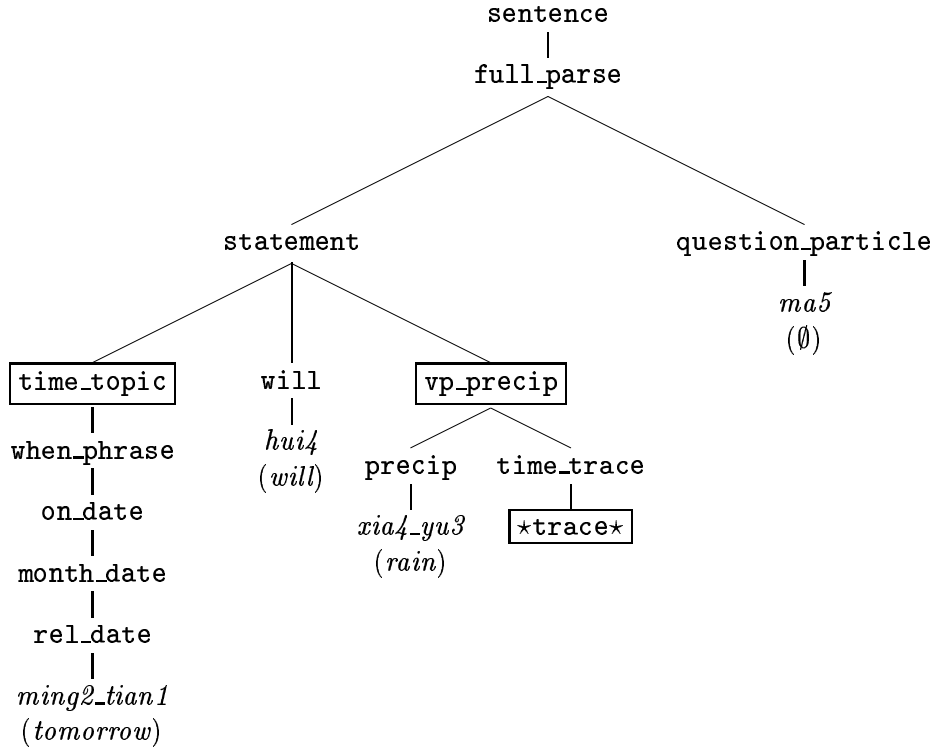 sentence
full_parse
statement question_particle
ma5
(∅)
time_topic will vp_precip
hui4
(will)
when_phrase
precip time_trace
on_date
xia4_yu3 ⋆trace⋆
(rain)
month_date
rel_date
ming2_tian1
(tomorrow)